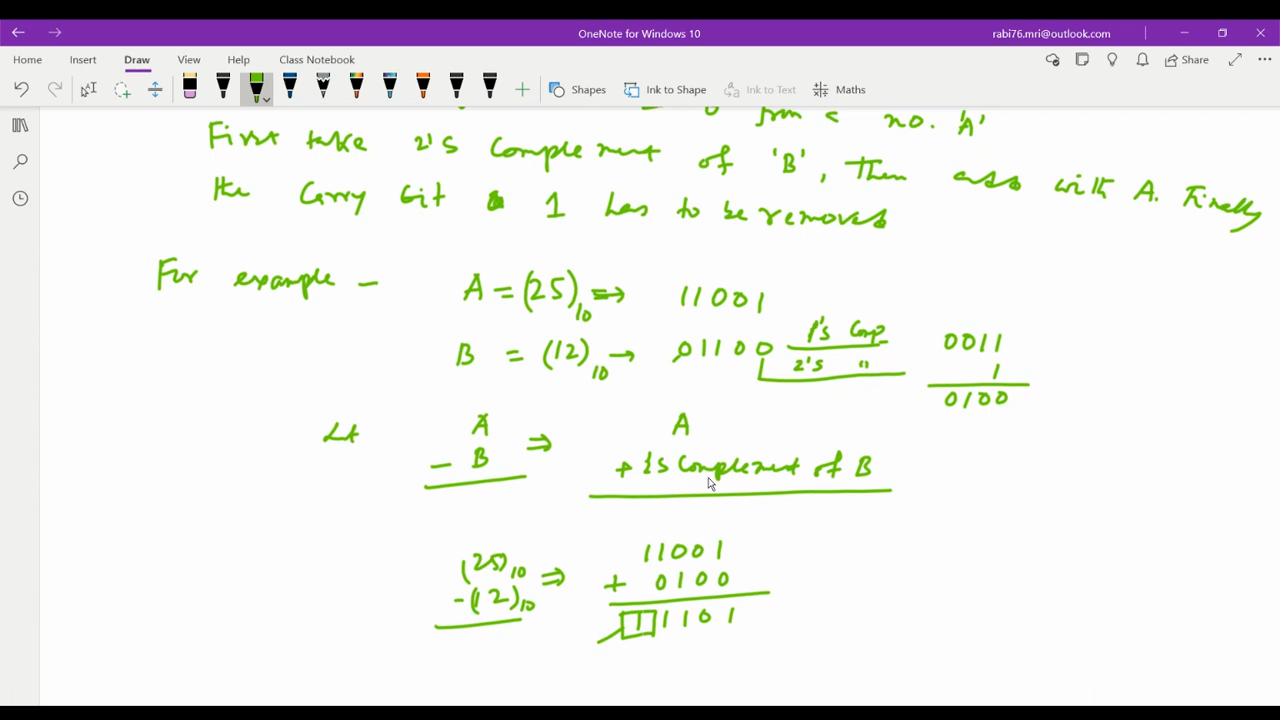 OneNote for Windows 10
rabi76.mri@outlook.com
Home Insert Draw View Help Class Notebook
Share
Shapes Ink to Shape Ink to Text Maths
from a no. 'A'
First take 2's complement of 'B', Then add with A. Finally
the carry bit 1 has to be removed
For example - A = (25)10 ⇒ 11001
B = (12)10 → 01100 1's Comp 0011
2's " 1
0100
A ⇒ A
- B + 2's Complement of B
(25)10 ⇒ 11001
-(12)10 + 0100
11101